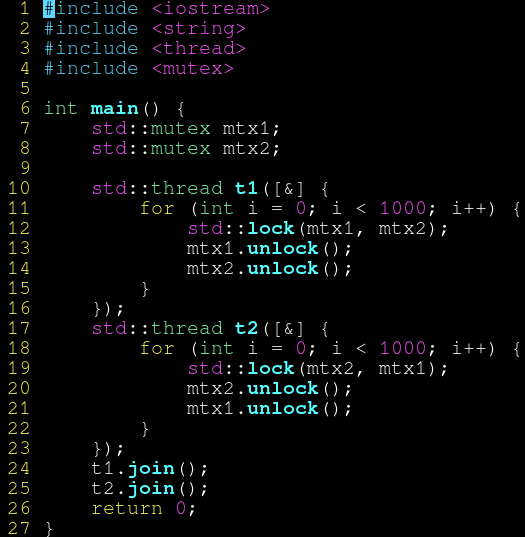 1 #include <iostream>
2 #include <string>
3 #include <thread>
4 #include <mutex>
5
6 int main() {
7     std::mutex mtx1;
8     std::mutex mtx2;
9
10     std::thread t1([&] {
11         for (int i = 0; i < 1000; i++) {
12             std::lock(mtx1, mtx2);
13             mtx1.unlock();
14             mtx2.unlock();
15         }
16     });
17     std::thread t2([&] {
18         for (int i = 0; i < 1000; i++) {
19             std::lock(mtx2, mtx1);
20             mtx2.unlock();
21             mtx1.unlock();
22         }
23     });
24     t1.join();
25     t2.join();
26     return 0;
27 }